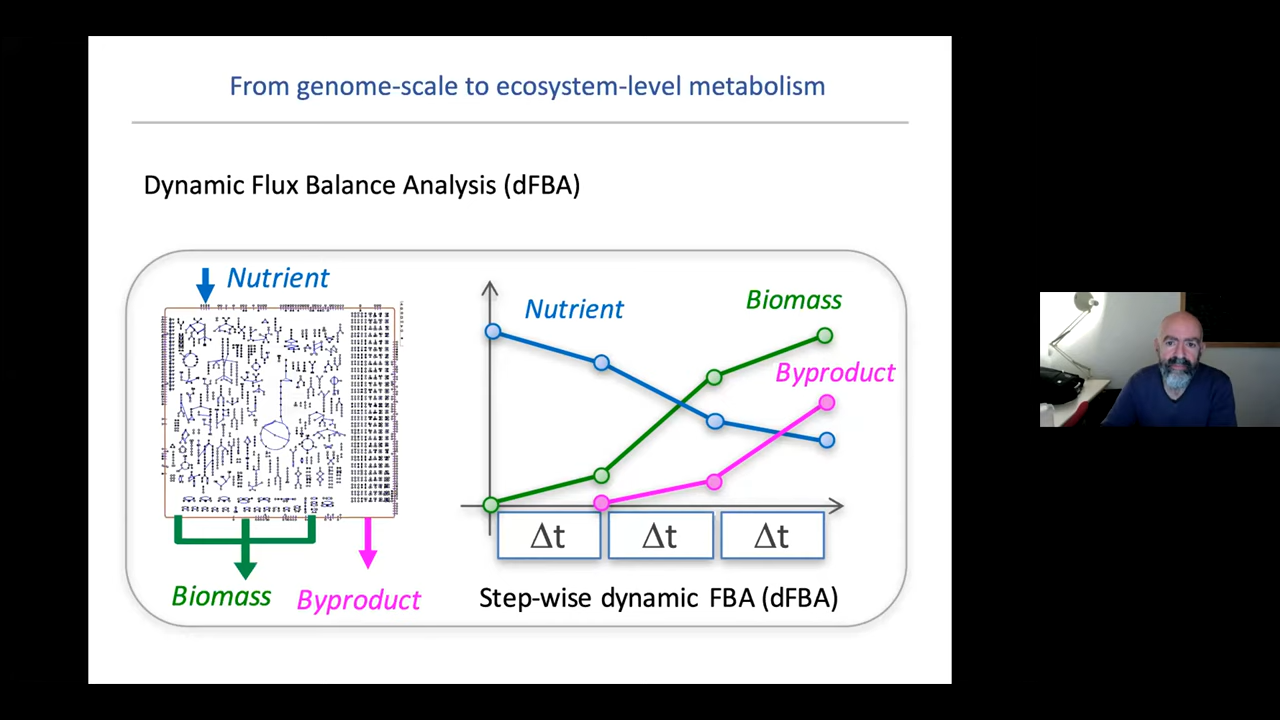 From genome-scale to ecosystem-level metabolism
Dynamic Flux Balance Analysis (dFBA)
Nutrient
Biomass
Byproduct
Nutrient
Biomass
Byproduct
Δt
Δt
Δt
Step-wise dynamic FBA (dFBA)